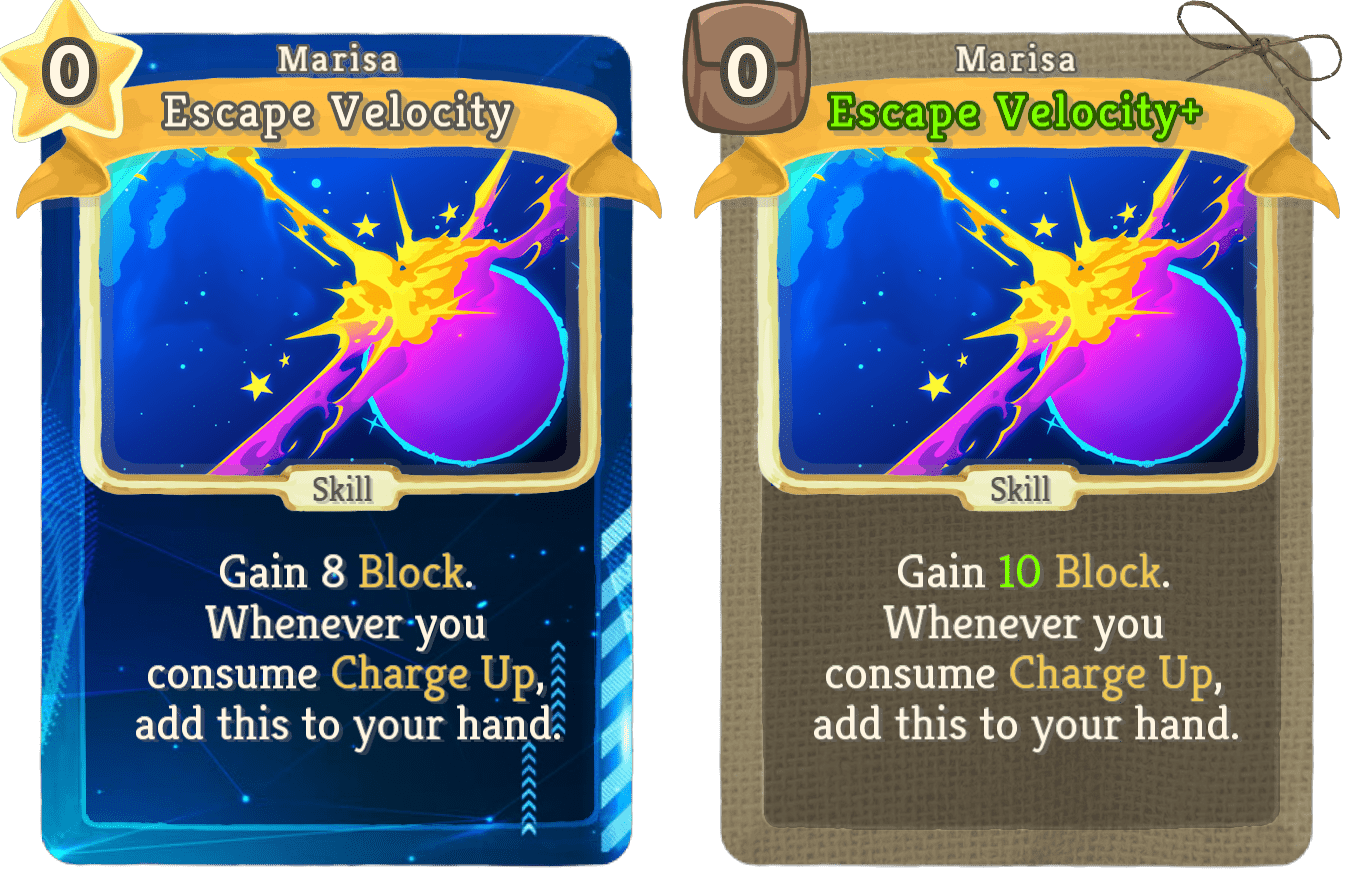 0
Marisa
Escape Velocity
Skill
Gain 8 Block.
Whenever you
consume Charge Up,
add this to your hand.
0
Marisa
Escape Velocity+
Skill
Gain 10 Block.
Whenever you
consume Charge Up,
add this to your hand.